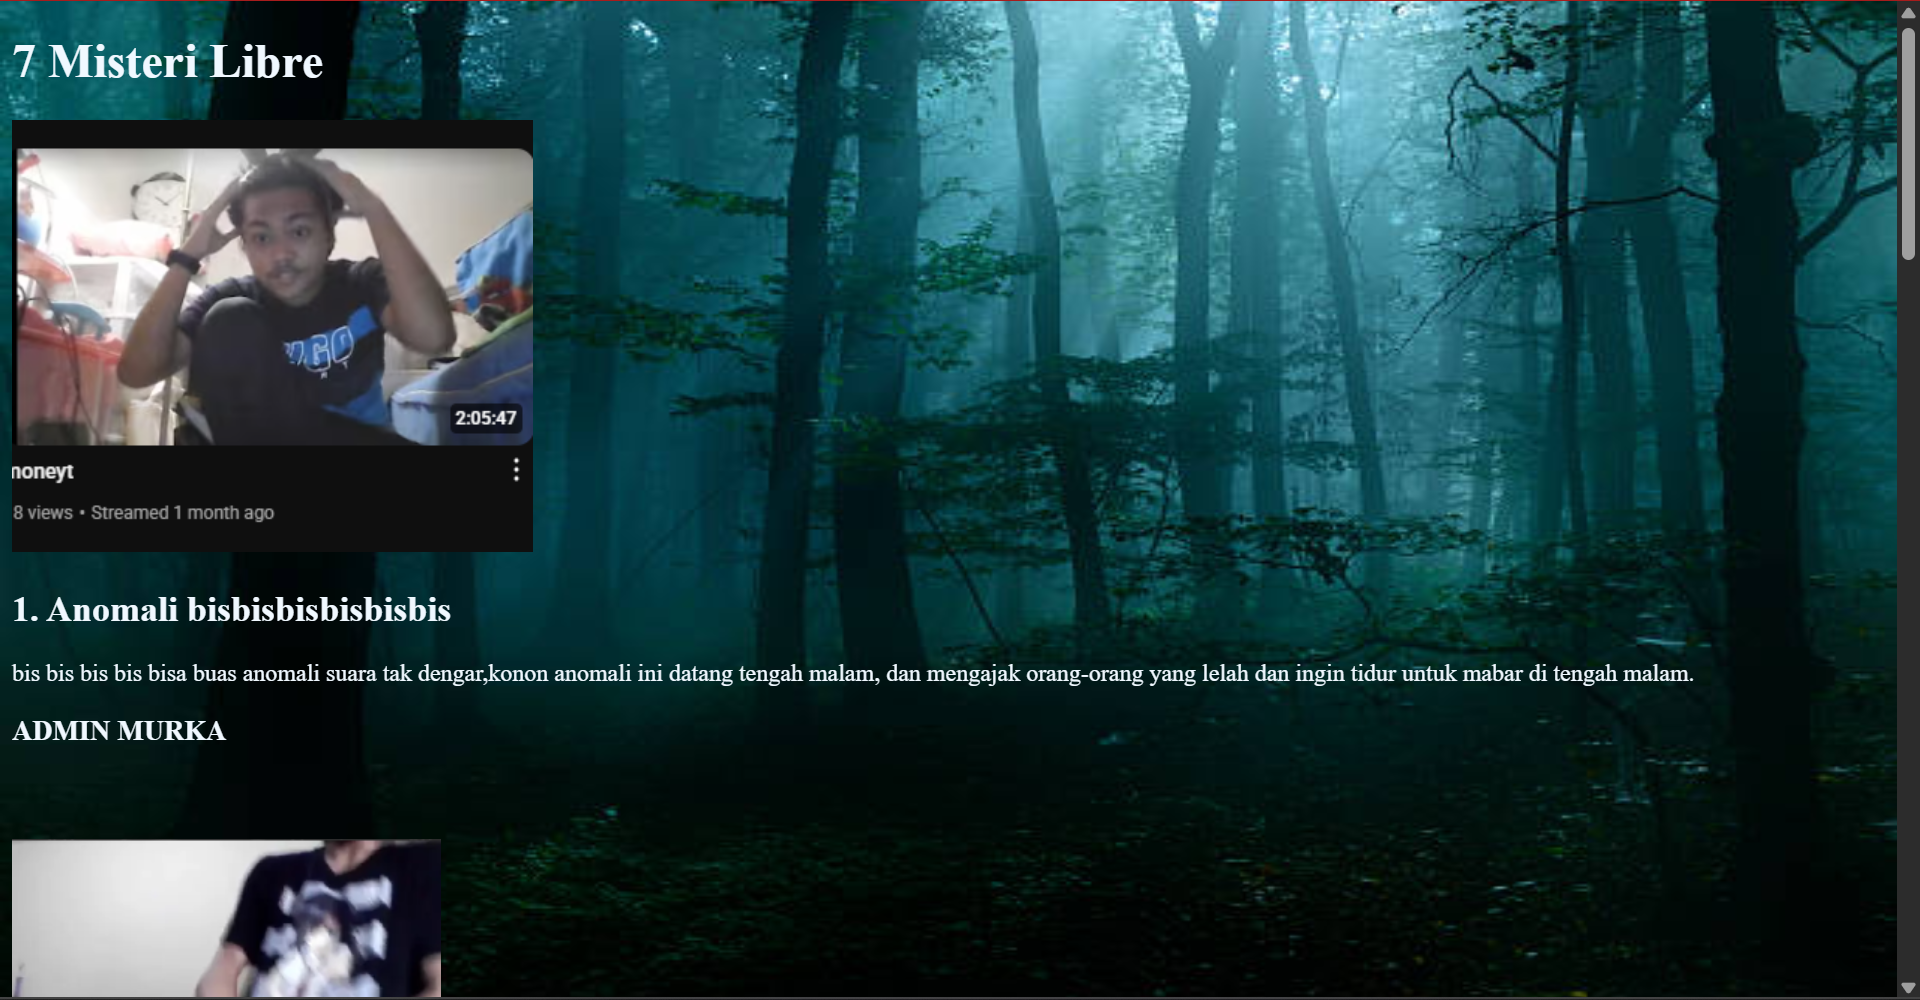 7 Misteri Libre
2:05:47
moneyt
8 views • Streamed 1 month ago
1. Anomali bisbisbisbisbisbis
bis bis bis bis bisa buas anomali suara tak dengar,konon anomali ini datang tengah malam, dan mengajak orang-orang yang lelah dan ingin tidur untuk mabar di tengah malam.
ADMIN MURKA